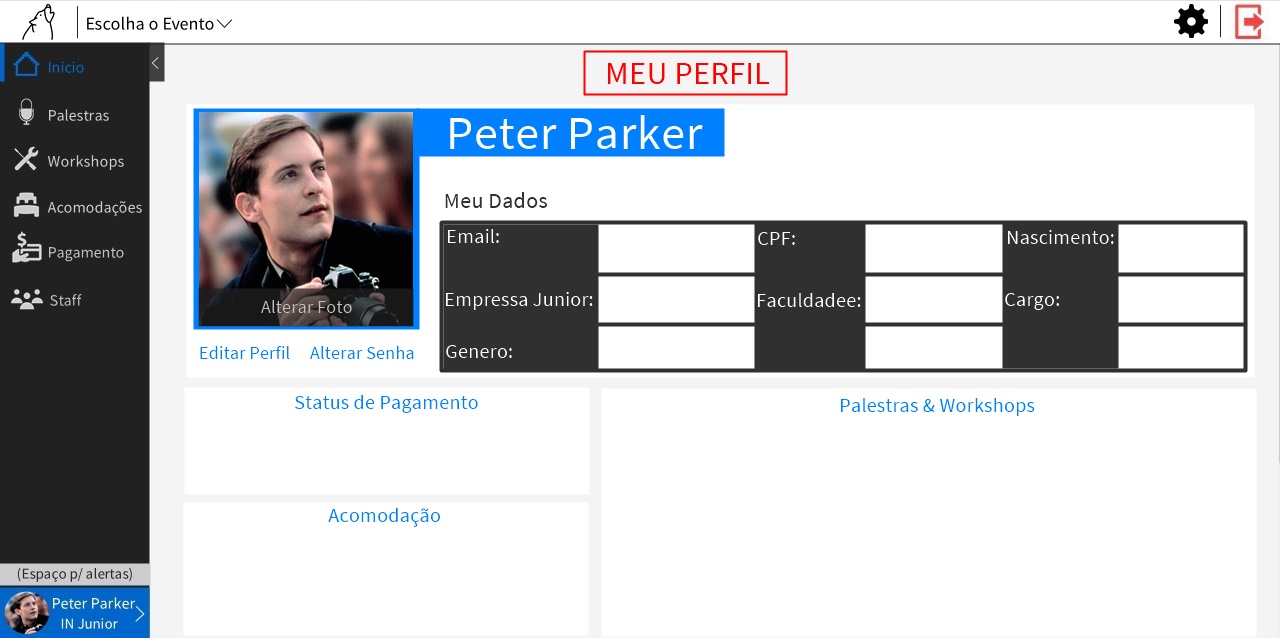 Escolha o Evento
Inicio
Palestras
Workshops
Acomodações
Pagamento
Staff
(Espaço p/ alertas)
Peter Parker
IN Junior
MEU PERFIL
Peter Parker
Alterar Foto
Editar Perfil Alterar Senha
Meu Dados
Email: CPF: Nascimento:
Empressa Junior: Faculdadee: Cargo:
Genero:
Status de Pagamento
Acomodação
Palestras & Workshops